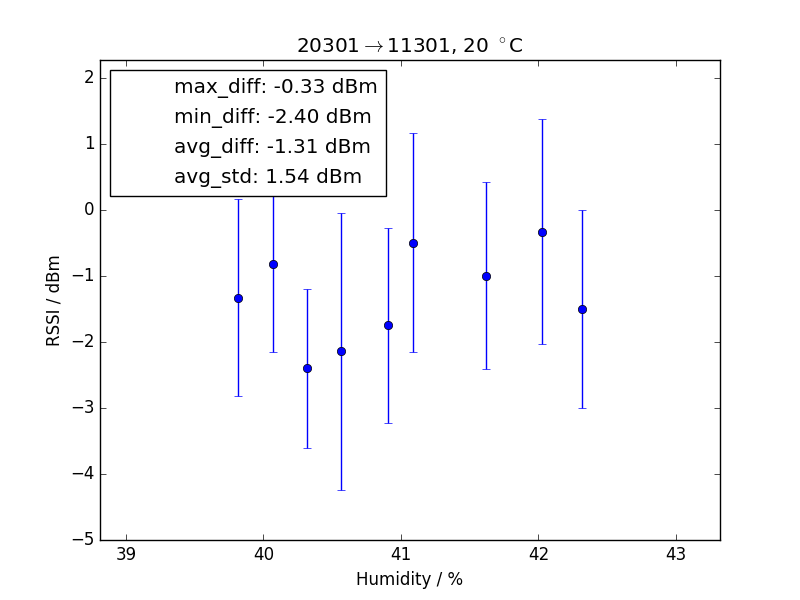 20301→11301, 20 °C
max_diff: -0.33 dBm
min_diff: -2.40 dBm
avg_diff: -1.31 dBm
avg_std: 1.54 dBm
RSSI / dBm
2
1
0
−1
−2
−3
−4
−5
39 40 41 42 43
Humidity / %